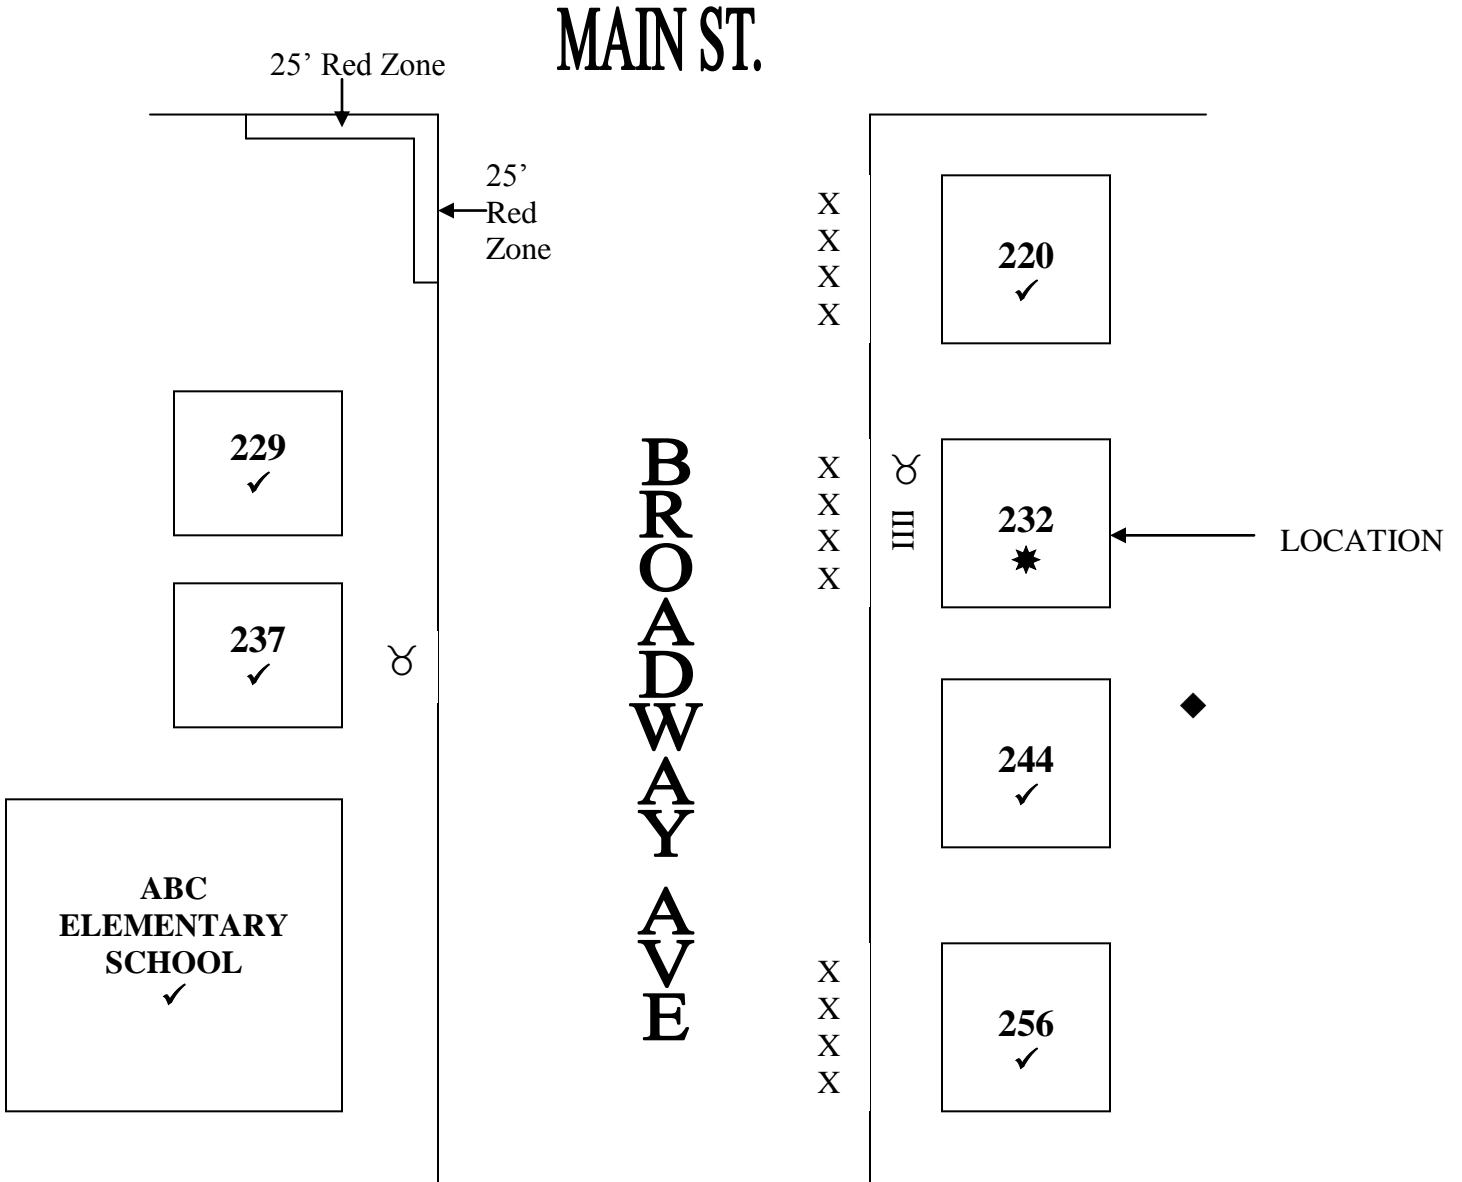 MAIN ST.
25’ Red Zone
25’
Red
Zone
X
X
X
X
220
✓
229
✓
BROADWAY AVE
X
X
X
X
♉
IIII
232
✸
LOCATION
237
✓
♉
244
✓
◆
ABC
ELEMENTARY
SCHOOL
✓
X
X
X
X
256
✓